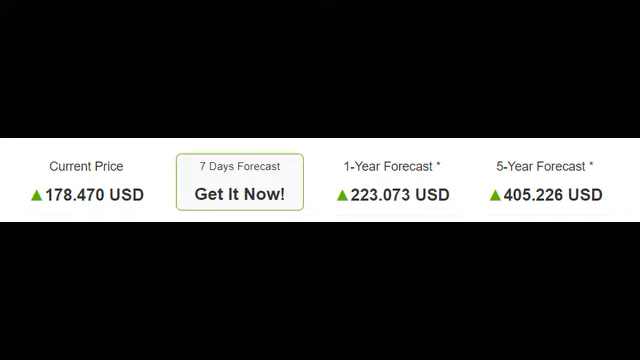 Current Price
178.470 USD
7 Days Forecast
Get It Now!
1-Year Forecast *
223.073 USD
5-Year Forecast *
405.226 USD